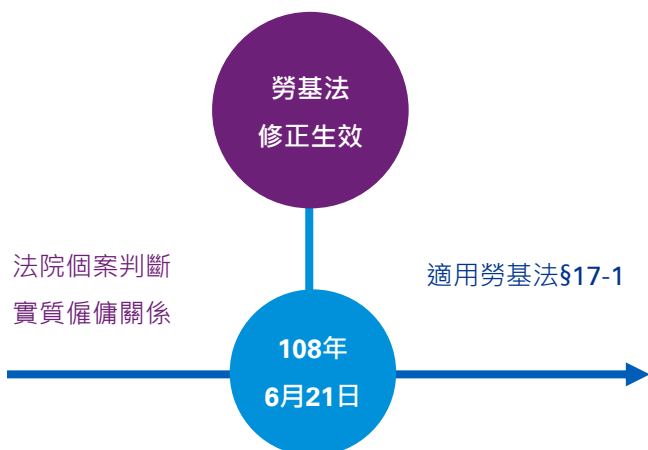 勞基法
修正生效
法院個案判斷
實質僱傭關係
適用勞基法§17-1
108年
6月21日